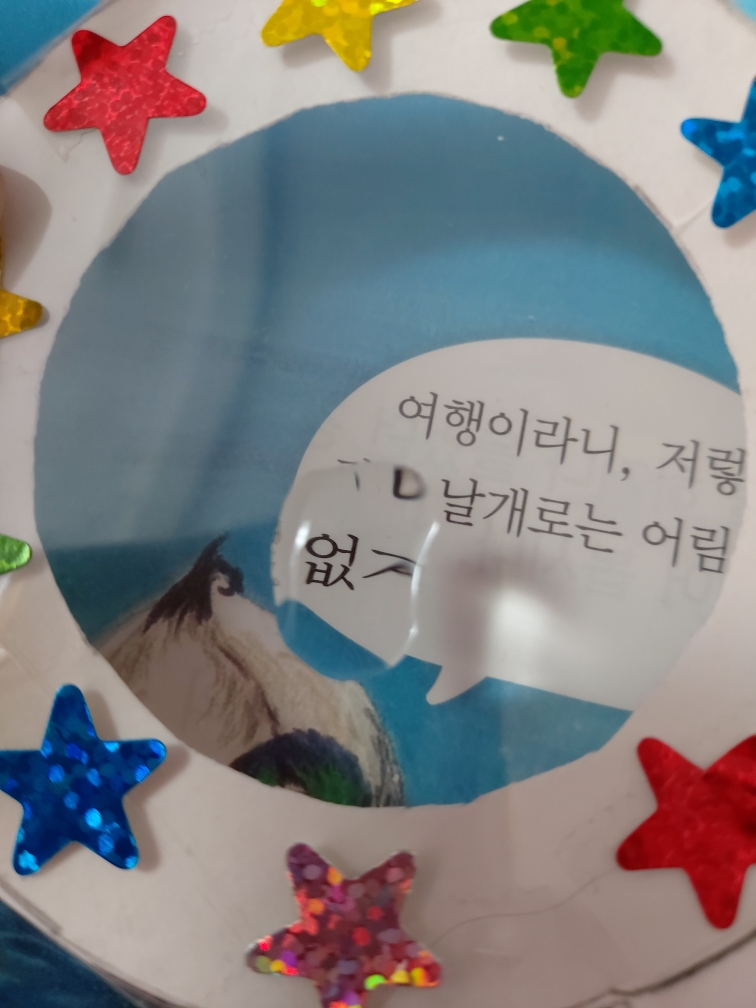 여행이라니, 저렇
날개로는 어림
없